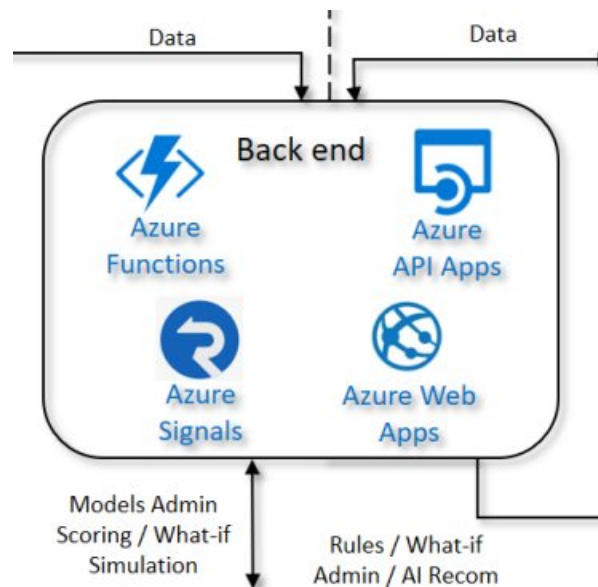 Data
Data
Back end
Azure
Functions
Azure
API Apps
Azure
Signals
Azure Web
Apps
Models Admin
Scoring / What-if
Simulation
Rules / What-if
Admin / AI Recom